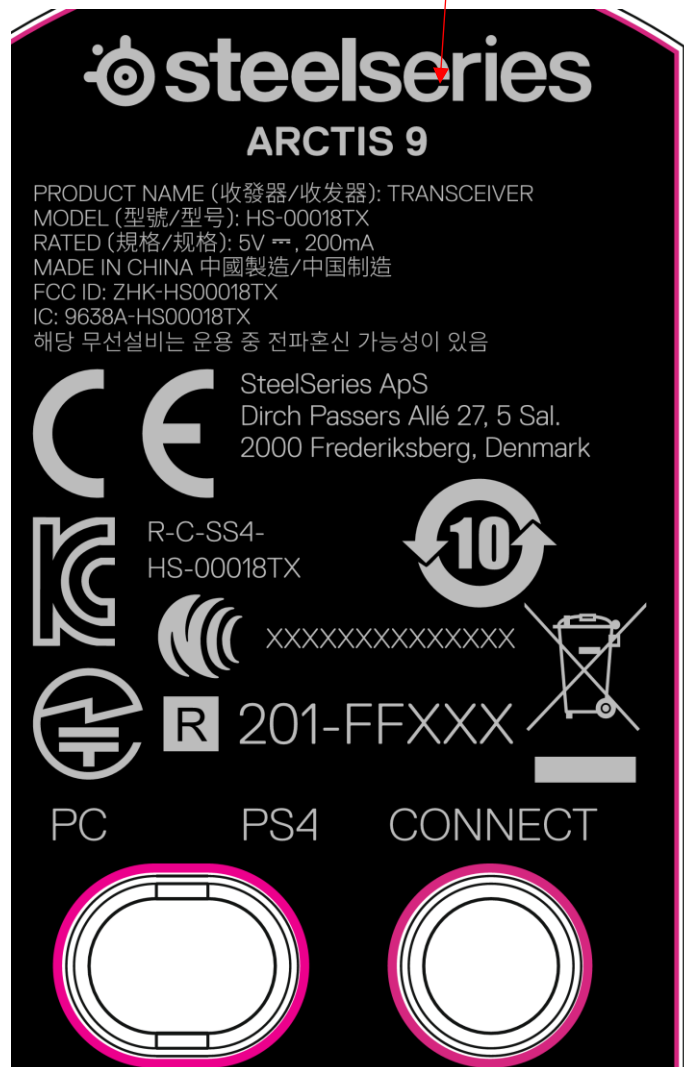 steelseries
ARCTIS 9
PRODUCT NAME (收發器/收发器): TRANSCEIVER
MODEL (型號/型号): HS-00018TX
RATED (規格/规格): 5V ⎓, 200mA
MADE IN CHINA 中國製造/中国制造
FCC ID: ZHK-HS00018TX
IC: 9638A-HS00018TX
해당 무선설비는 운용 중 전파혼신 가능성이 있음
CE
SteelSeries ApS
Dirch Passers Allé 27, 5 Sal.
2000 Frederiksberg, Denmark
R-C-SS4-
HS-00018TX
10
XXXXXXXXXXXXXX
R 201-FFXXX
PC PS4 CONNECT